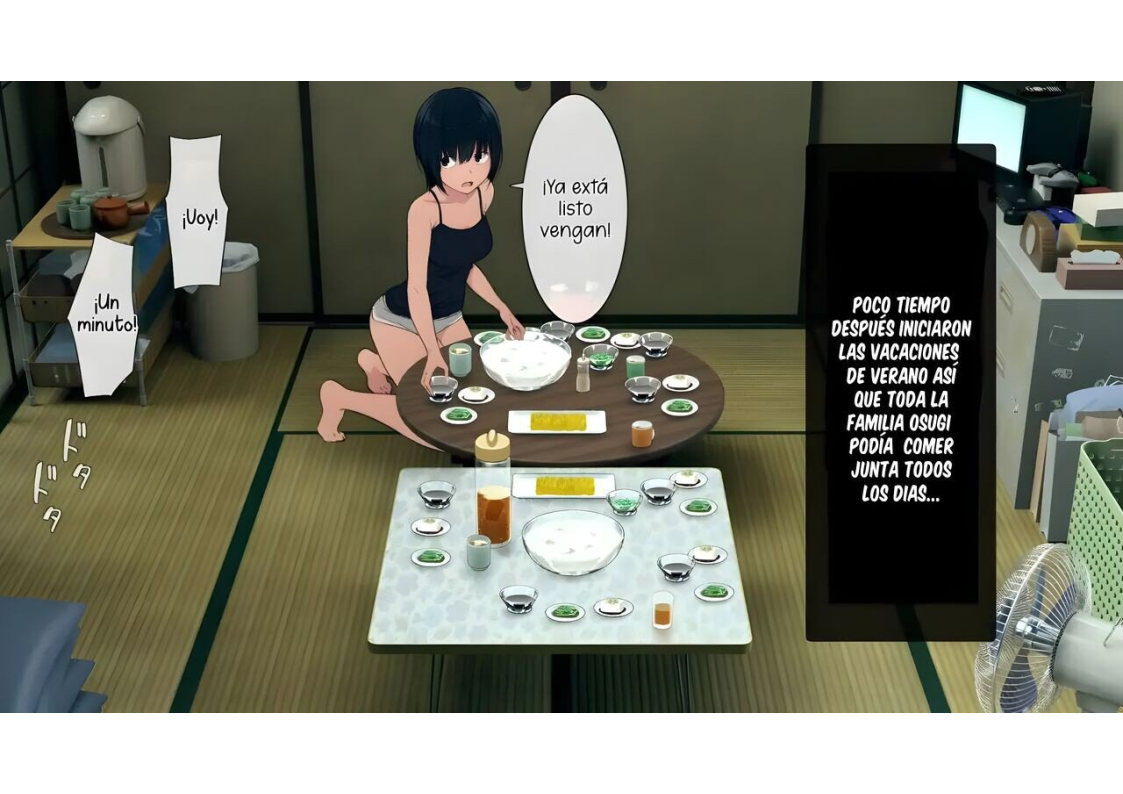 ¡Ya extá
listo
vengan!
¡Uoy!
¡Un
minuto!
ドタ
ドタ
POCO TIEMPO
DESPUÉS INICIARON
LAS VACACIONES
DE VERANO ASÍ
QUE TODA LA
FAMILIA OSUGI
PODÍA COMER
JUNTA TODOS
LOS DIAS...